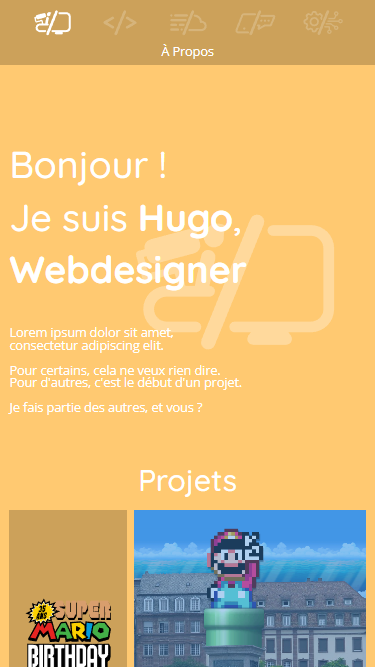 À Propos
Bonjour !
Je suis Hugo,
Webdesigner
Lorem ipsum dolor sit amet,
consectetur adipiscing elit.
Pour certains, cela ne veux rien dire.
Pour d'autres, c'est le début d'un projet.
Je fais partie des autres, et vous ?
Projets
25
ANS
SUPER
MARIO
BIRTHDAY